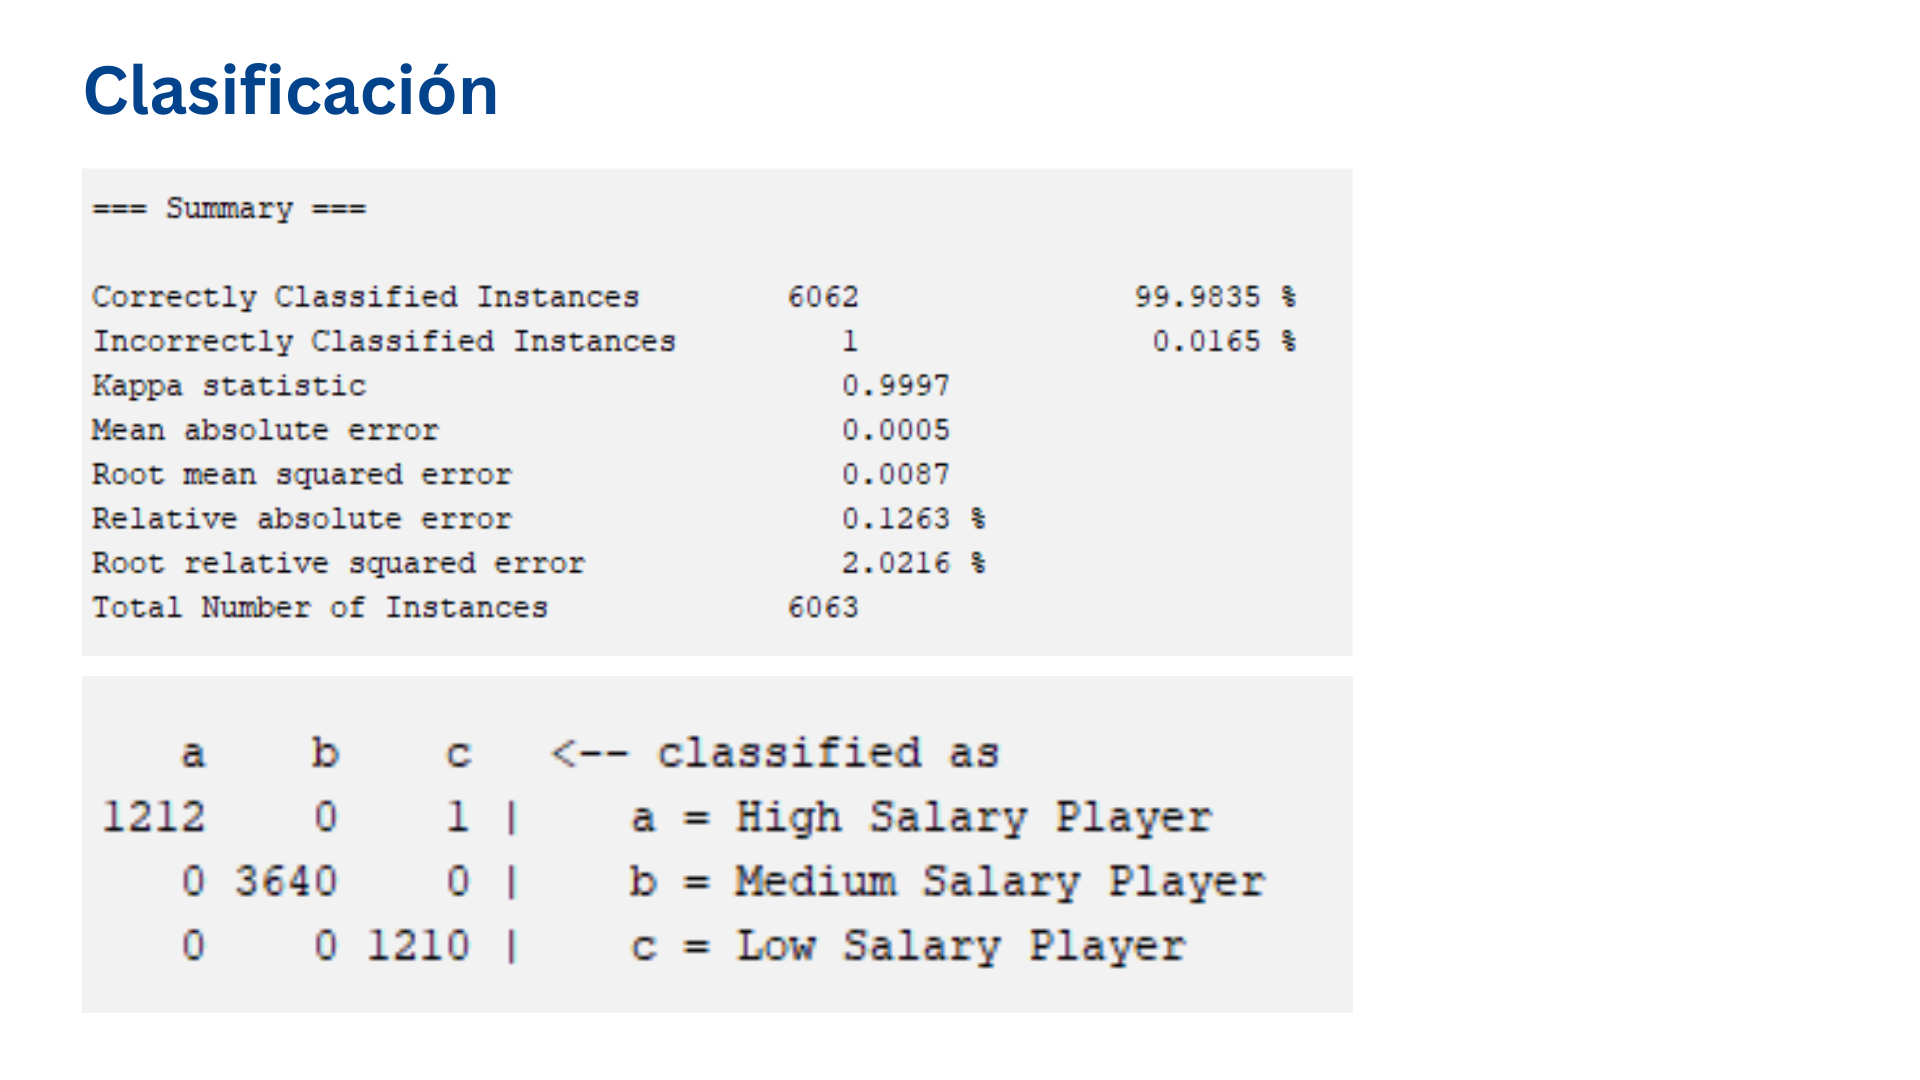 Clasificación
=== Summary ===
Correctly Classified Instances 6062 99.9835 %
Incorrectly Classified Instances 1 0.0165 %
Kappa statistic 0.9997
Mean absolute error 0.0005
Root mean squared error 0.0087
Relative absolute error 0.1263 %
Root relative squared error 2.0216 %
Total Number of Instances 6063
a b c <-- classified as
1212 0 1 | a = High Salary Player
0 3640 0 | b = Medium Salary Player
0 0 1210 | c = Low Salary Player